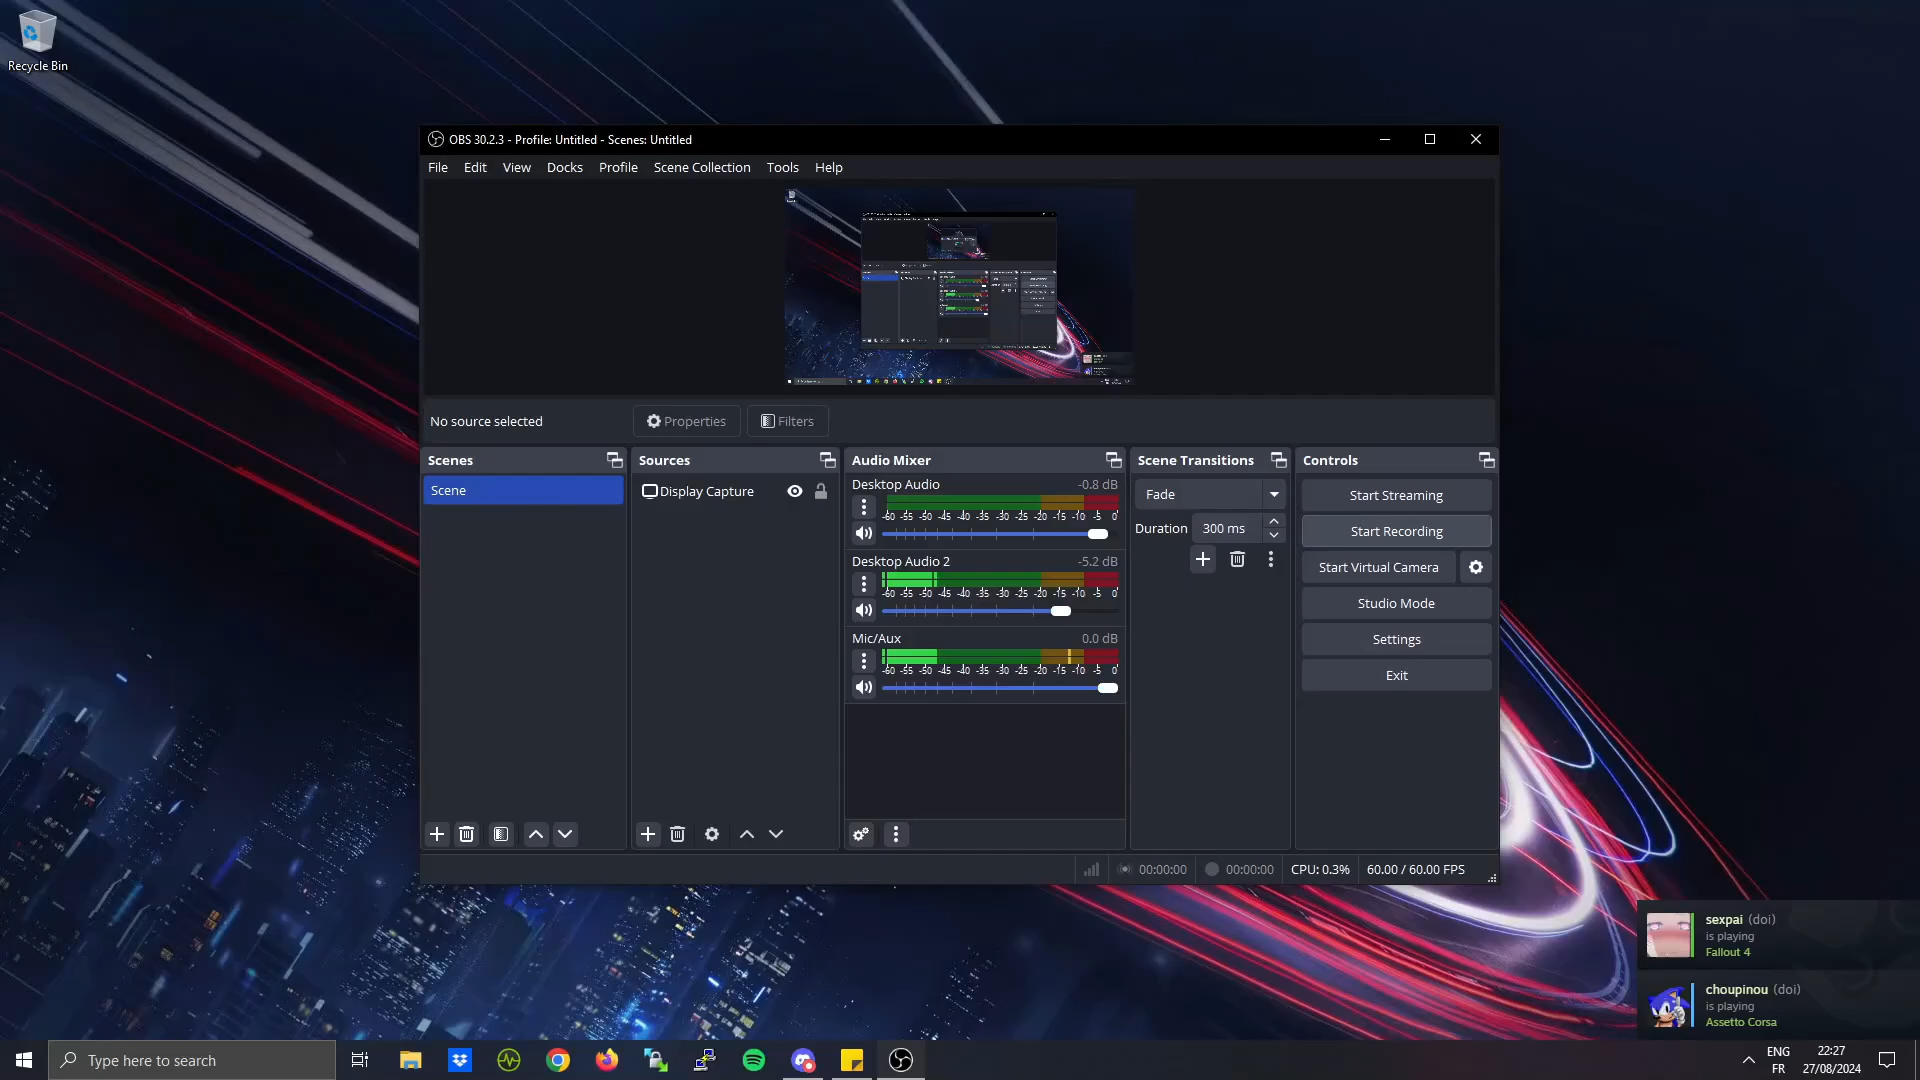 Recycle Bin
OBS 30.2.3 - Profile: Untitled - Scenes: Untitled
File Edit View Docks Profile Scene Collection Tools Help
No source selected Properties Filters
Scenes Sources Audio Mixer Scene Transitions Controls
Scene
Display Capture
Desktop Audio -0.8 dB
-60 -55 -50 -45 -40 -35 -30 -25 -20 -15 -10 -5 0
Desktop Audio 2 -5.2 dB
-60 -55 -50 -45 -40 -35 -30 -25 -20 -15 -10 -5 0
Mic/Aux 0.0 dB
-60 -55 -50 -45 -40 -35 -30 -25 -20 -15 -10 -5 0
Fade
Duration 300 ms
Start Streaming
Start Recording
Start Virtual Camera
Studio Mode
Settings
Exit
00:00:00 00:00:00 CPU: 0.3% 60.00 / 60.00 FPS
sexpai (doi)
is playing
Fallout 4
choupinou (doi)
is playing
Assetto Corsa
Type here to search
ENG
FR
22:27
27/08/2024